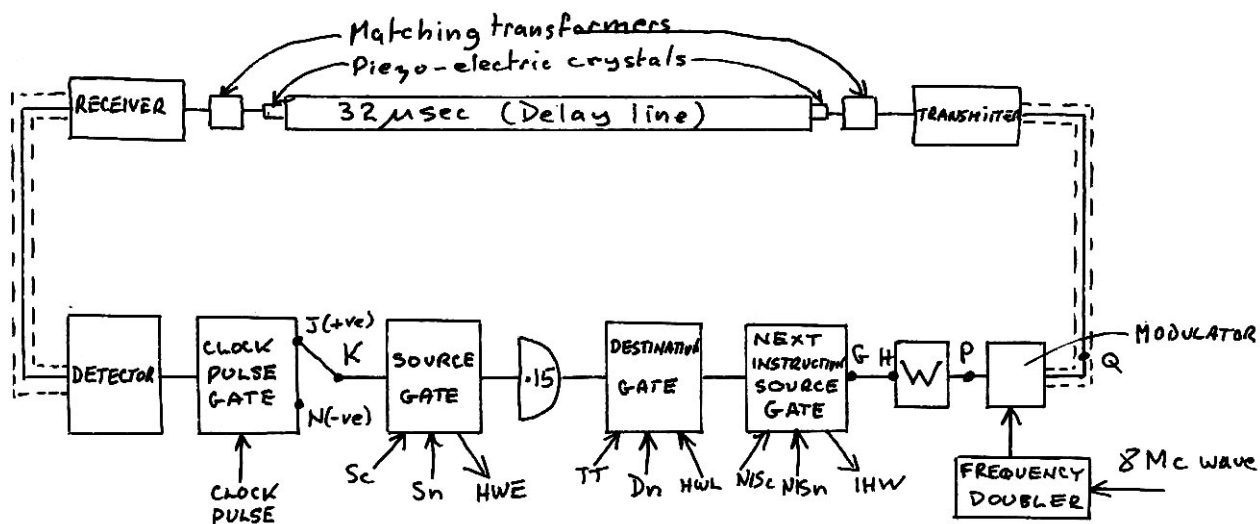 Matching transformers
Piezo-electric crystals
RECEIVER
32 μsec (Delay line)
TRANSMITTER
DETECTOR
CLOCK
PULSE
GATE
J(+ve)
K
N(-ve)
SOURCE
GATE
.15
DESTINATION
GATE
NEXT
INSTRUCTION
SOURCE
GATE
G
H
W
P
MODULATOR
Q
Sc
Sn
HWE
TT
Dn
HWL
NISc
NISn
IHW
CLOCK
PULSE
FREQUENCY
DOUBLER
8 Mc wave